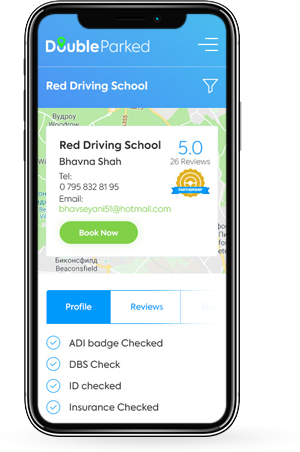 DoubleParked
Red Driving School
Вудроу
Woodrow
Red Driving School
Bhavna Shah
Tel:
0 795 832 81 95
Email:
bhavseyani51@hotmail.com
5.0
26 Reviews
PARTNERSHIP
Book Now
Биконсфилд
Beaconsfield
Profile
Reviews
ADI badge Checked
DBS Check
ID checked
Insurance Checked